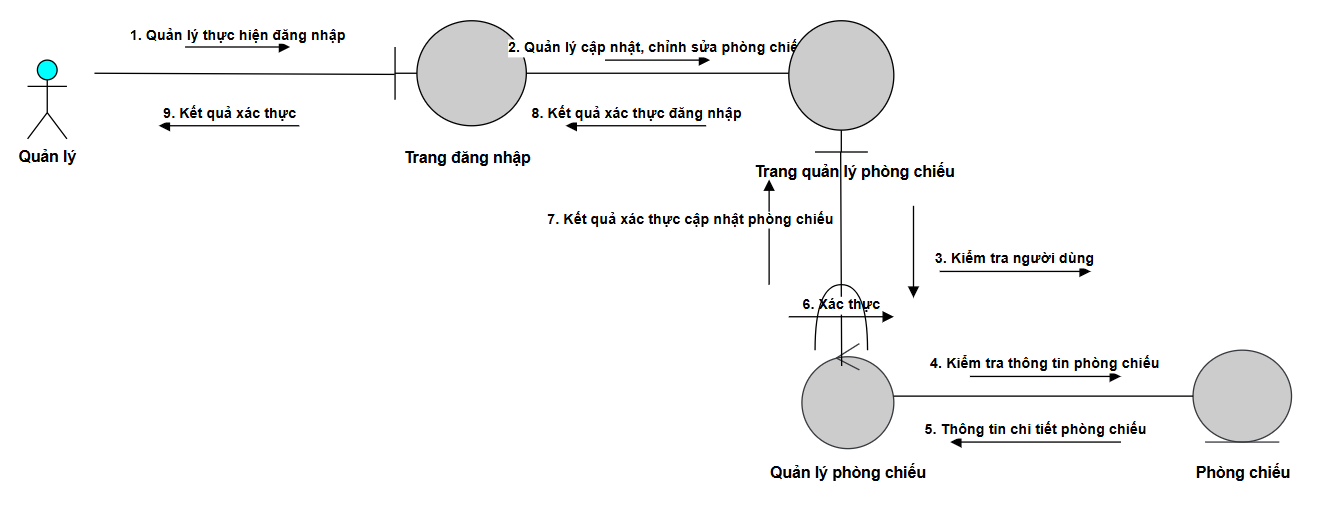 1. Quản lý thực hiện đăng nhập
2. Quản lý cập nhật, chỉnh sửa phòng chiế
9. Kết quả xác thực
8. Kết quả xác thực đăng nhập
Quản lý
Trang đăng nhập
Trang quản lý phòng chiếu
7. Kết quả xác thực cập nhật phòng chiếu
3. Kiểm tra người dùng
6. Xác thực
4. Kiểm tra thông tin phòng chiếu
5. Thông tin chi tiết phòng chiếu
Quản lý phòng chiếu
Phòng chiếu